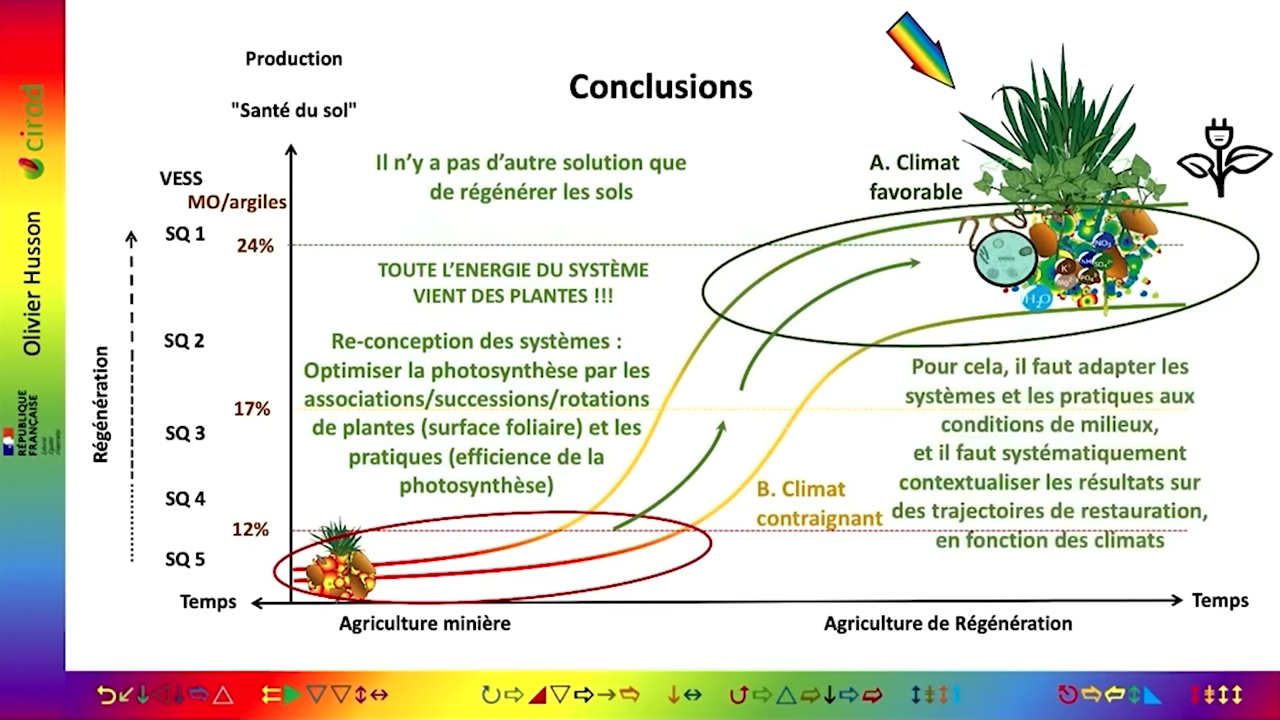 Production
"Santé du sol"
Conclusions
cirad
Olivier Husson
RÉPUBLIQUE
FRANÇAISE
Il n'y a pas d'autre solution que
de régénérer les sols
A. Climat
favorable
VESS
MO/argiles
SQ 1
24%
TOUTE L'ENERGIE DU SYSTÈME
VIENT DES PLANTES !!!
NO₃
K⁺
H₂O
SQ 2
Re-conception des systèmes :
Optimiser la photosynthèse par les
associations/successions/rotations
de plantes (surface foliaire) et les
pratiques (efficience de la
photosynthèse)
Pour cela, il faut adapter les
systèmes et les pratiques aux
conditions de milieux,
et il faut systématiquement
contextualiser les résultats sur
des trajectoires de restauration,
en fonction des climats
Régénération
17%
SQ 3
SQ 4
B. Climat
contraignant
12%
SQ 5
Temps
Temps
Agriculture minière
Agriculture de Régénération